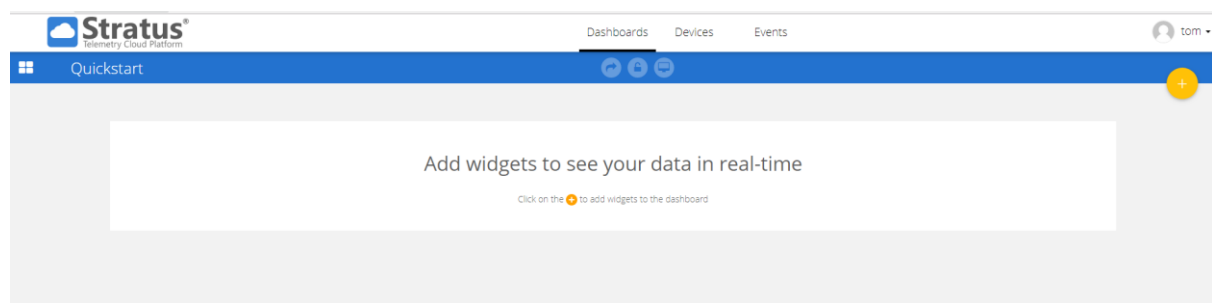 Stratus®
Telemetry Cloud Platform
Dashboards Devices Events
tom
Quickstart
+
Add widgets to see your data in real-time
Click on the + to add widgets to the dashboard